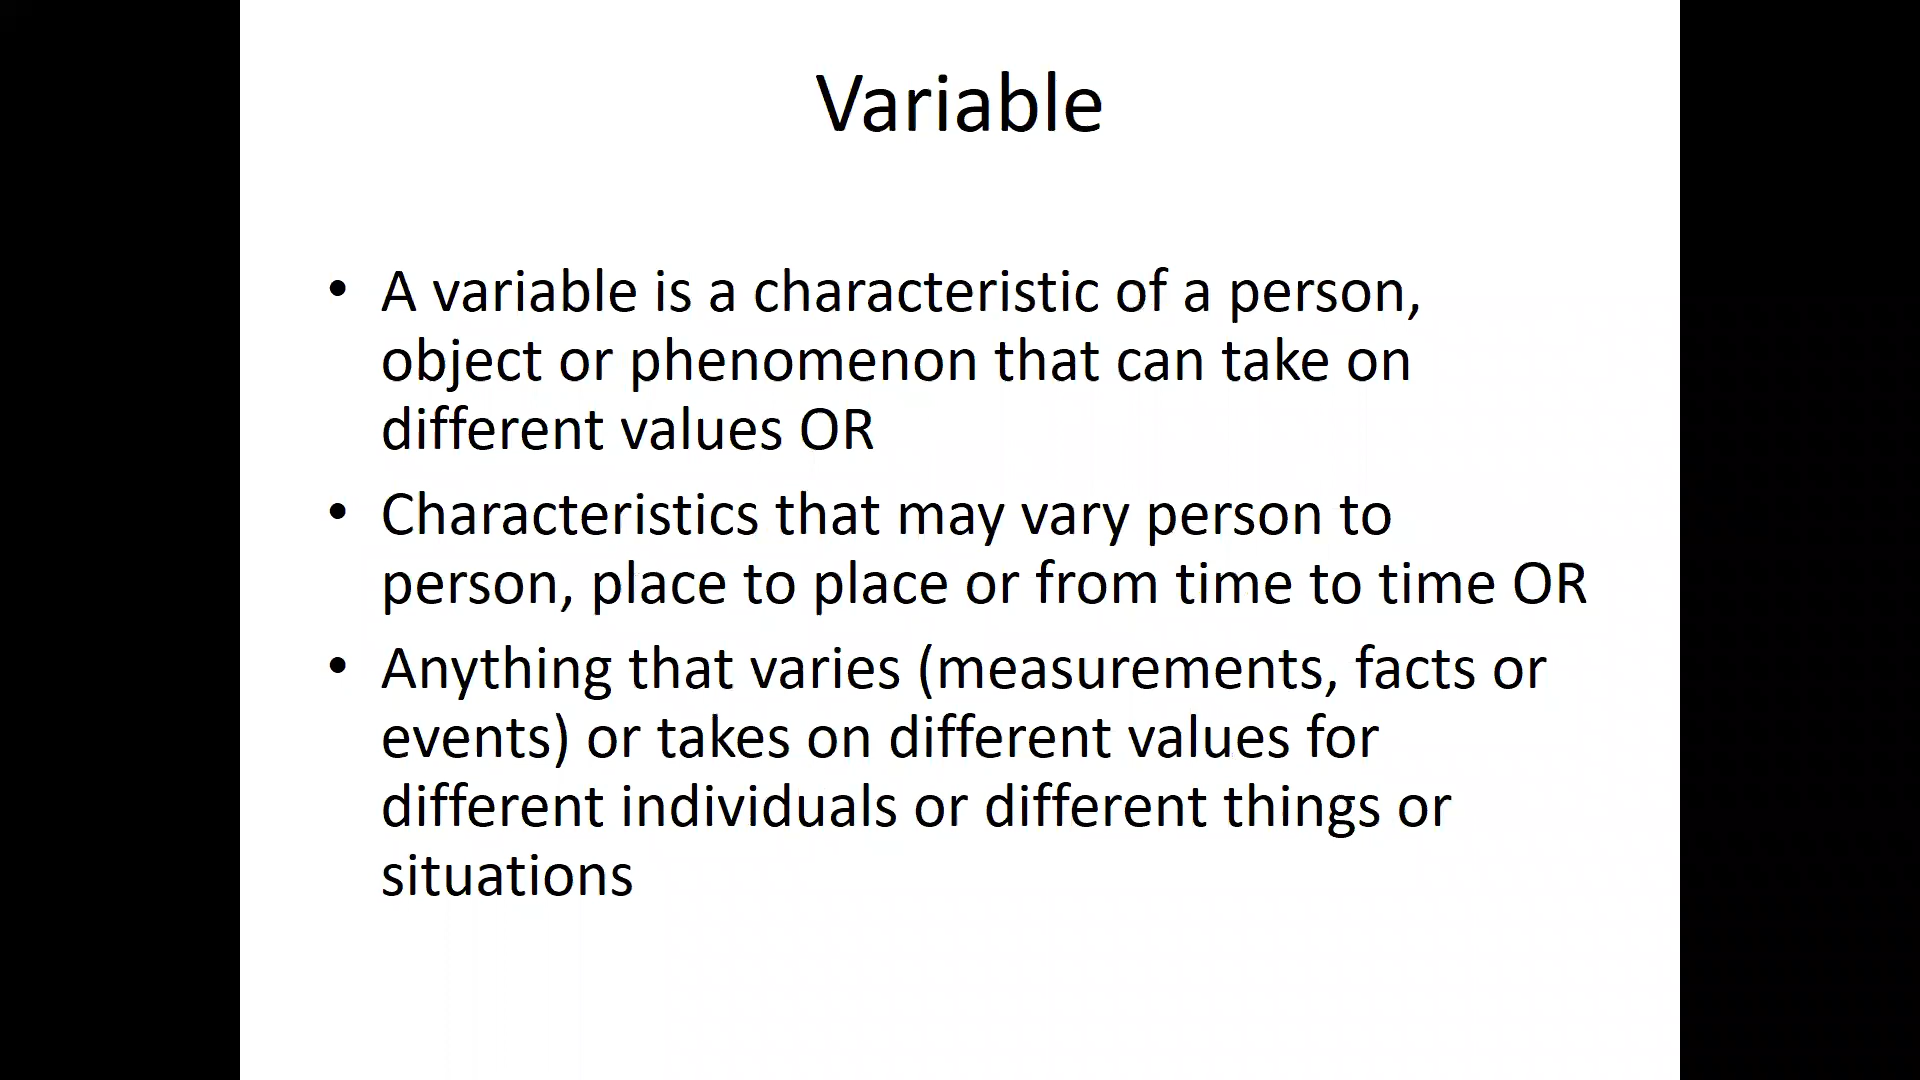 Variable
• A variable is a characteristic of a person,
object or phenomenon that can take on
different values OR
• Characteristics that may vary person to
person, place to place or from time to time OR
• Anything that varies (measurements, facts or
events) or takes on different values for
different individuals or different things or
situations